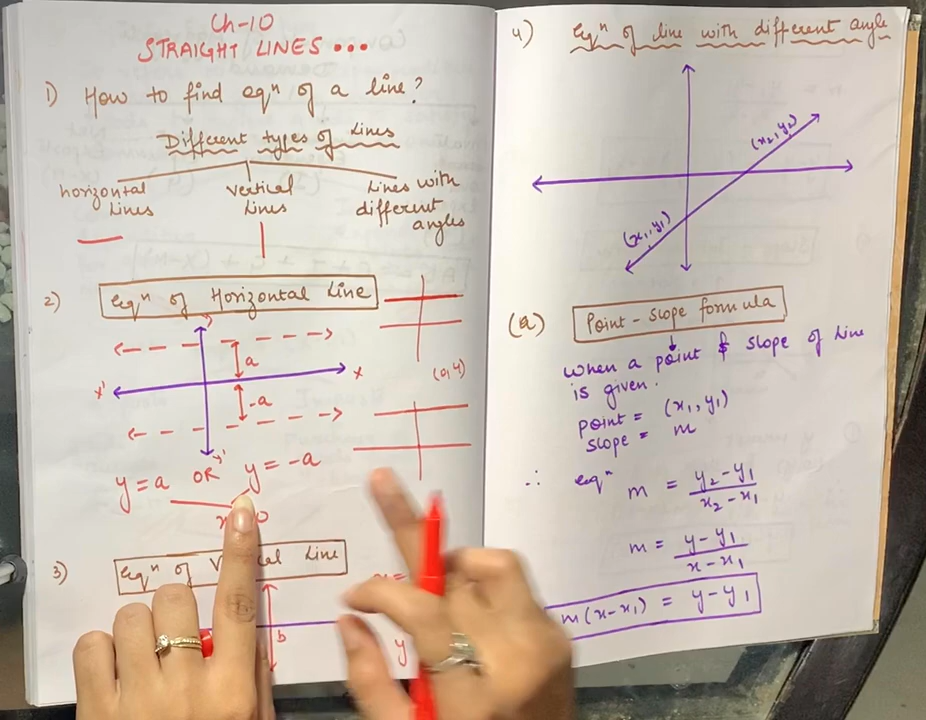 Ch-10
STRAIGHT LINES...
1) How to find eqⁿ of a line?
Different types of Lines
horizontal Lines
vertical Lines
Lines with different angles
2) eqⁿ of Horizontal Line
a
x' x
-a
y'
(0,4)
y=a OR y=-a
3) eqⁿ of Line
b
y
4) eqⁿ of line with different angle
(x₂,y₂)
(x₁,y₁)
(a) Point-slope formula
when a point & slope of line
is given.
point = (x₁,y₁)
slope = m
∴ eqⁿ m = y₂-y₁ / x₂-x₁
m = y-y₁ / x-x₁
m(x-x₁) = y-y₁